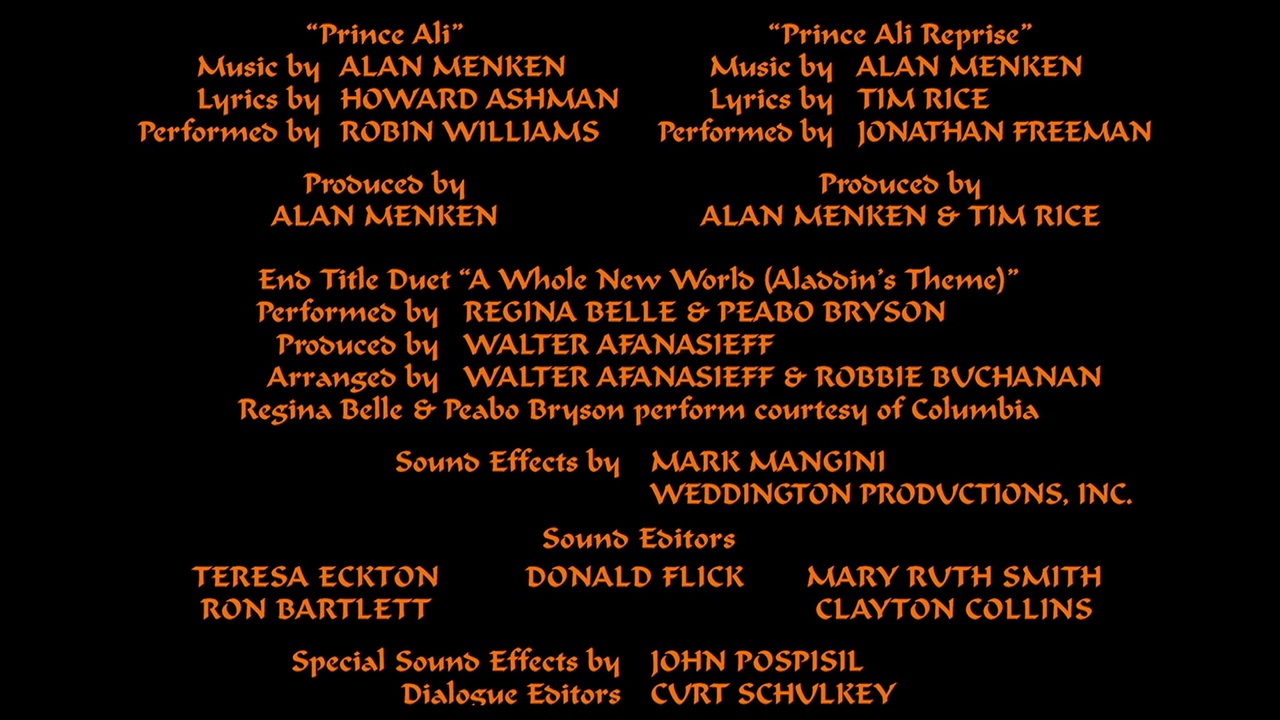 “Prince Ali”
Music by ALAN MENKEN
Lyrics by HOWARD ASHMAN
Performed by ROBIN WILLIAMS
Produced by
ALAN MENKEN
“Prince Ali Reprise”
Music by ALAN MENKEN
Lyrics by TIM RICE
Performed by JONATHAN FREEMAN
Produced by
ALAN MENKEN & TIM RICE
End Title Duet “A Whole New World (Aladdin’s Theme)”
Performed by REGINA BELLE & PEABO BRYSON
Produced by WALTER AFANASIEFF
Arranged by WALTER AFANASIEFF & ROBBIE BUCHANAN
Regina Belle & Peabo Bryson perform courtesy of Columbia
Sound Effects by MARK MANGINI
WEDDINGTON PRODUCTIONS, INC.
Sound Editors
TERESA ECKTON DONALD FLICK MARY RUTH SMITH
RON BARTLETT CLAYTON COLLINS
Special Sound Effects by JOHN POSPISIL
Dialogue Editors CURT SCHULKEY